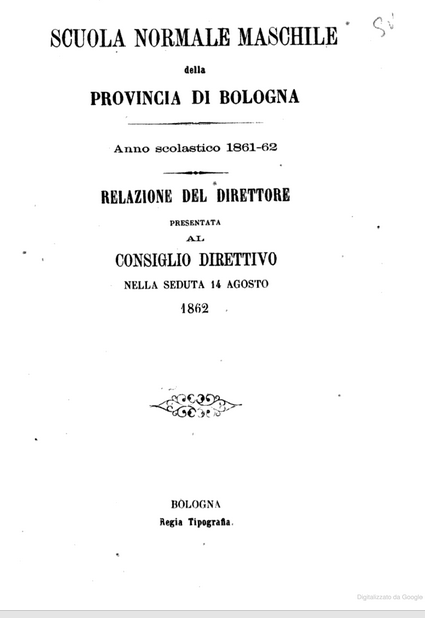 SCUOLA NORMALE MASCHILE
della
PROVINCIA DI BOLOGNA
Anno scolastico 1861-62
RELAZIONE DEL DIRETTORE
PRESENTATA
AL
CONSIGLIO DIRETTIVO
NELLA SEDUTA 14 AGOSTO
1862
BOLOGNA
Regia Tipografia.
Digitalizzato da Google